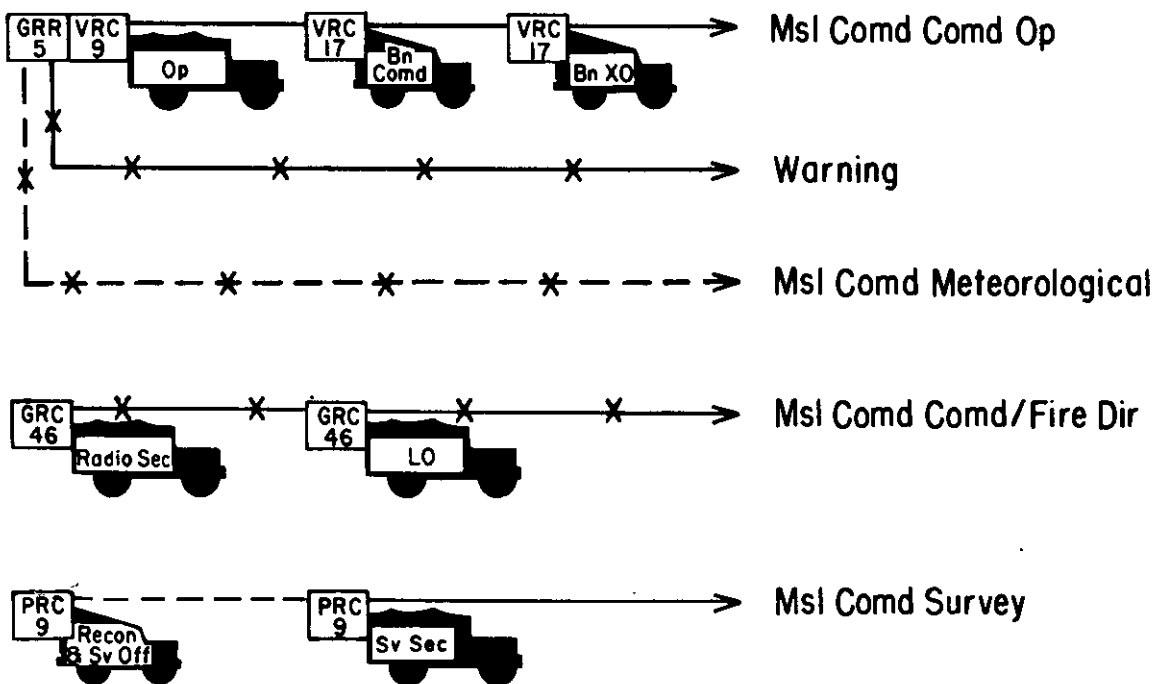 GRR 5 VRC 9 Op
VRC 17 Bn Comd
VRC 17 Bn XO
Msl Comd Comd Op
Warning
Msl Comd Meteorological
GRC 46 Radio Sec
GRC 46 LO
Msl Comd Comd/Fire Dir
PRC 9 Recon & Sv Off
PRC 9 Sv Sec
Msl Comd Survey